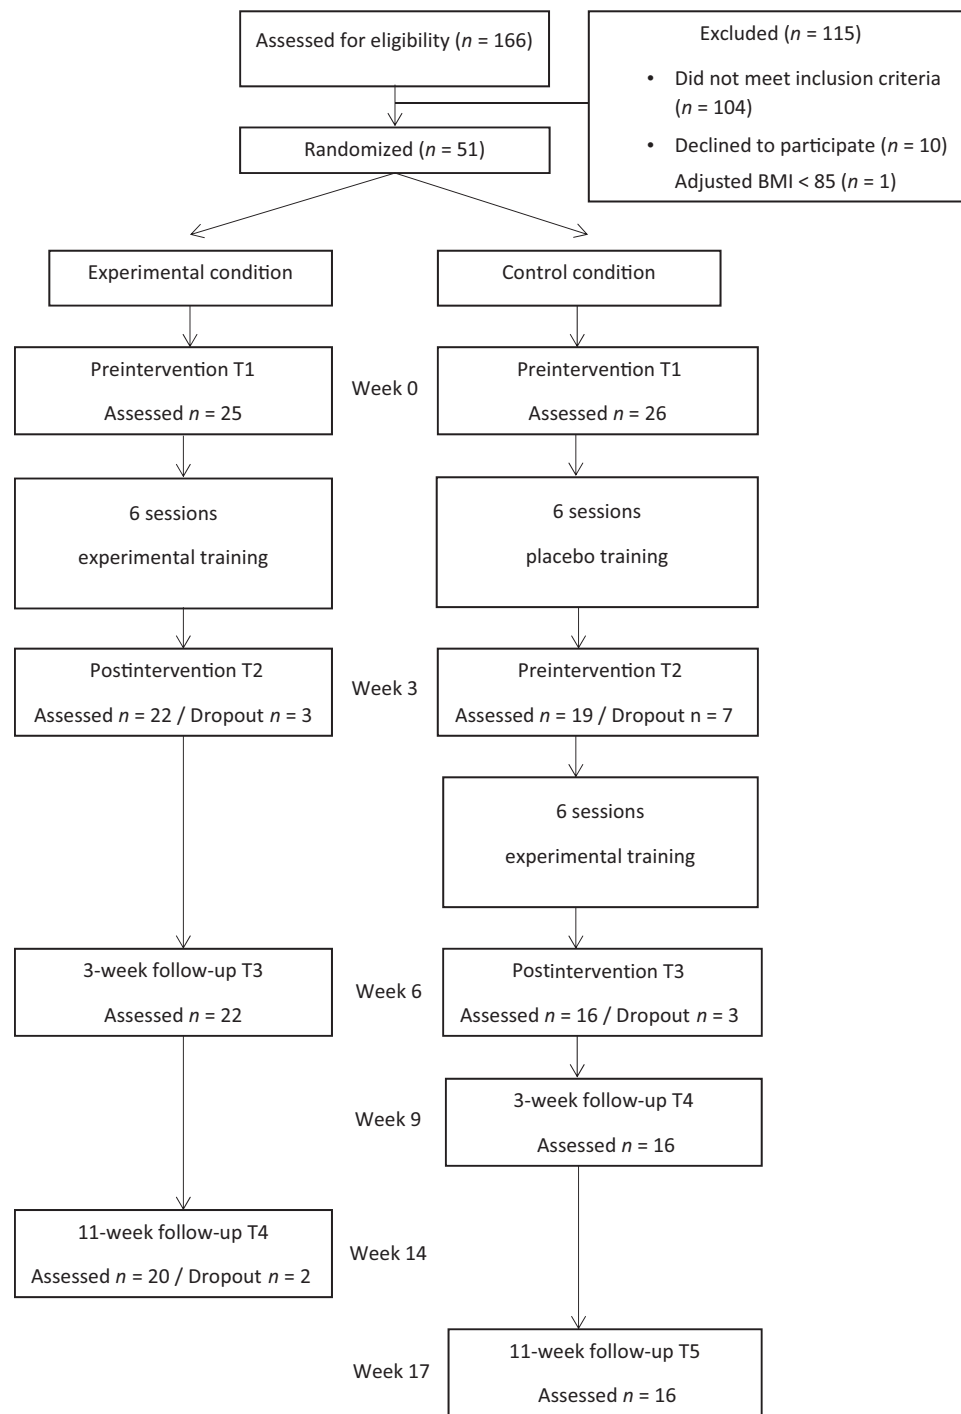 Assessed for eligibility (n = 166)
Excluded (n = 115)
• Did not meet inclusion criteria
(n = 104)
• Declined to participate (n = 10)
Adjusted BMI < 85 (n = 1)
Randomized (n = 51)
Experimental condition
Control condition
Preintervention T1
Assessed n = 25
Week 0
Preintervention T1
Assessed n = 26
6 sessions
experimental training
6 sessions
placebo training
Postintervention T2
Assessed n = 22 / Dropout n = 3
Week 3
Preintervention T2
Assessed n = 19 / Dropout n = 7
6 sessions
experimental training
3-week follow-up T3
Assessed n = 22
Week 6
Postintervention T3
Assessed n = 16 / Dropout n = 3
Week 9
3-week follow-up T4
Assessed n = 16
11-week follow-up T4
Assessed n = 20 / Dropout n = 2
Week 14
Week 17
11-week follow-up T5
Assessed n = 16